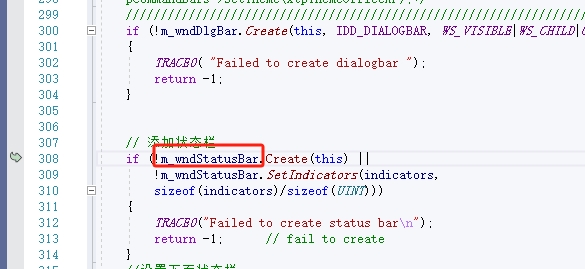 299 /////////////////////////////////////////////////////////////////
300 if (!m_wndDlgBar.Create(this, IDD_DIALOGBAR, WS_VISIBLE|WS_CHILD|
301 {
302 TRACE0( "Failed to create dialogbar ");
303 return -1;
304 }
305
306
307 // 添加状态栏
308 if (!m_wndStatusBar.Create(this) ||
309 !m_wndStatusBar.SetIndicators(indicators,
310 sizeof(indicators)/sizeof(UINT)))
311 {
312 TRACE0("Failed to create status bar\n");
313 return -1; // fail to create
314 }